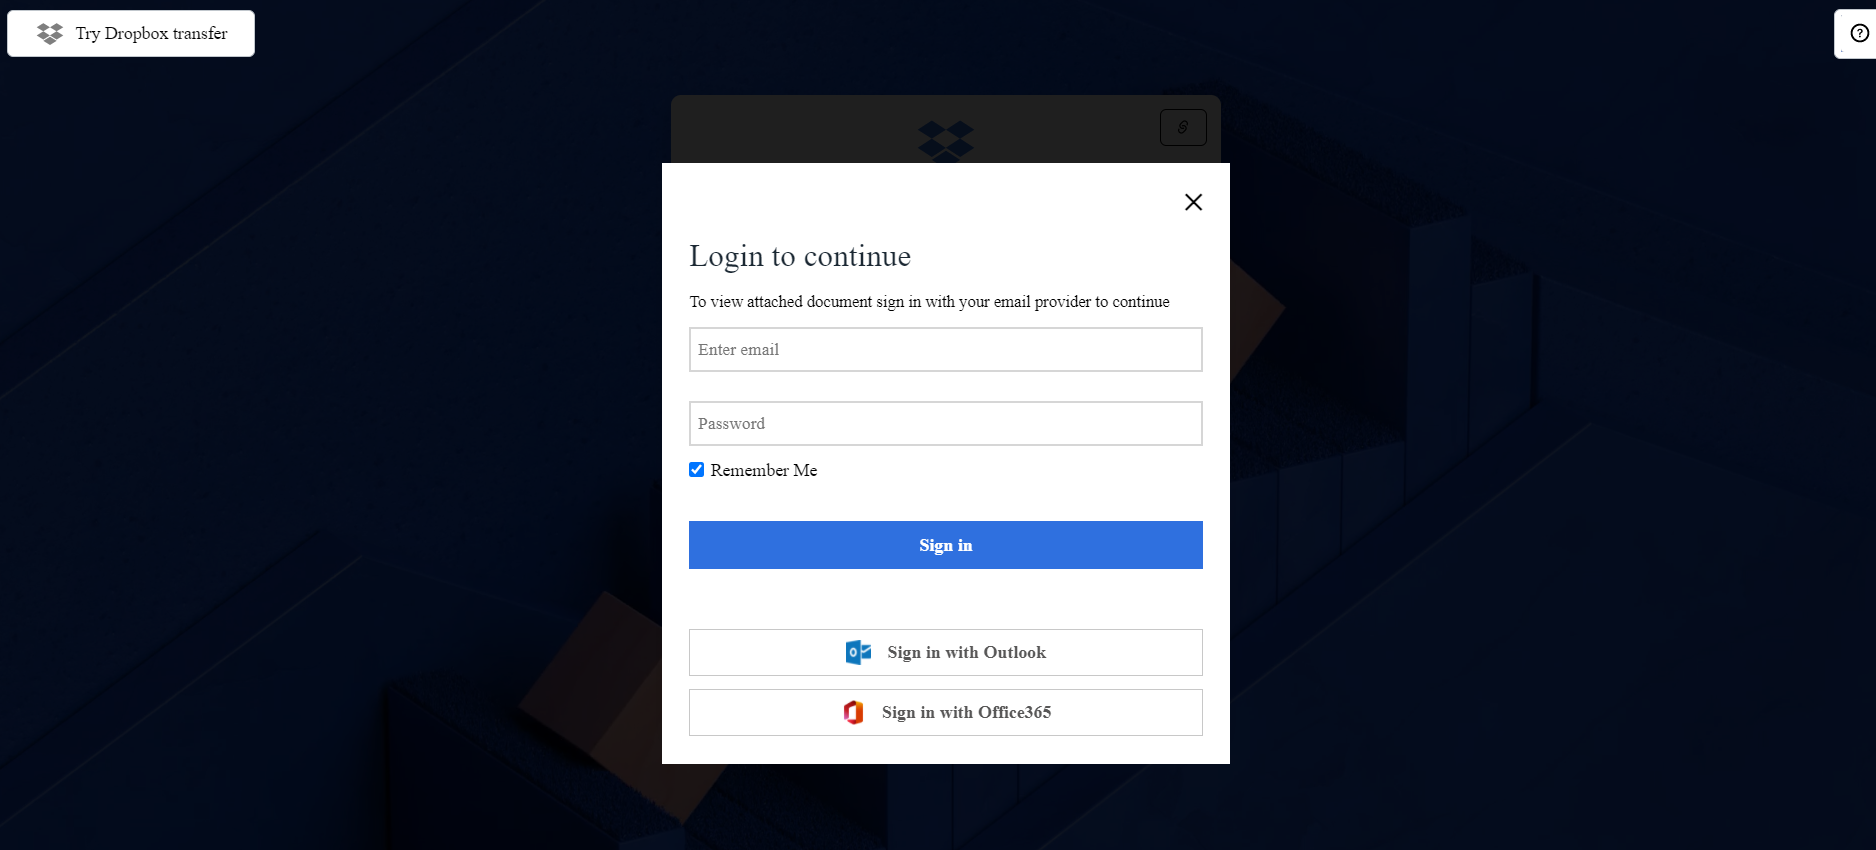 Try Dropbox transfer
Login to continue
To view attached document sign in with your email provider to continue
Enter email
Password
Remember Me
Sign in
Sign in with Outlook
Sign in with Office365